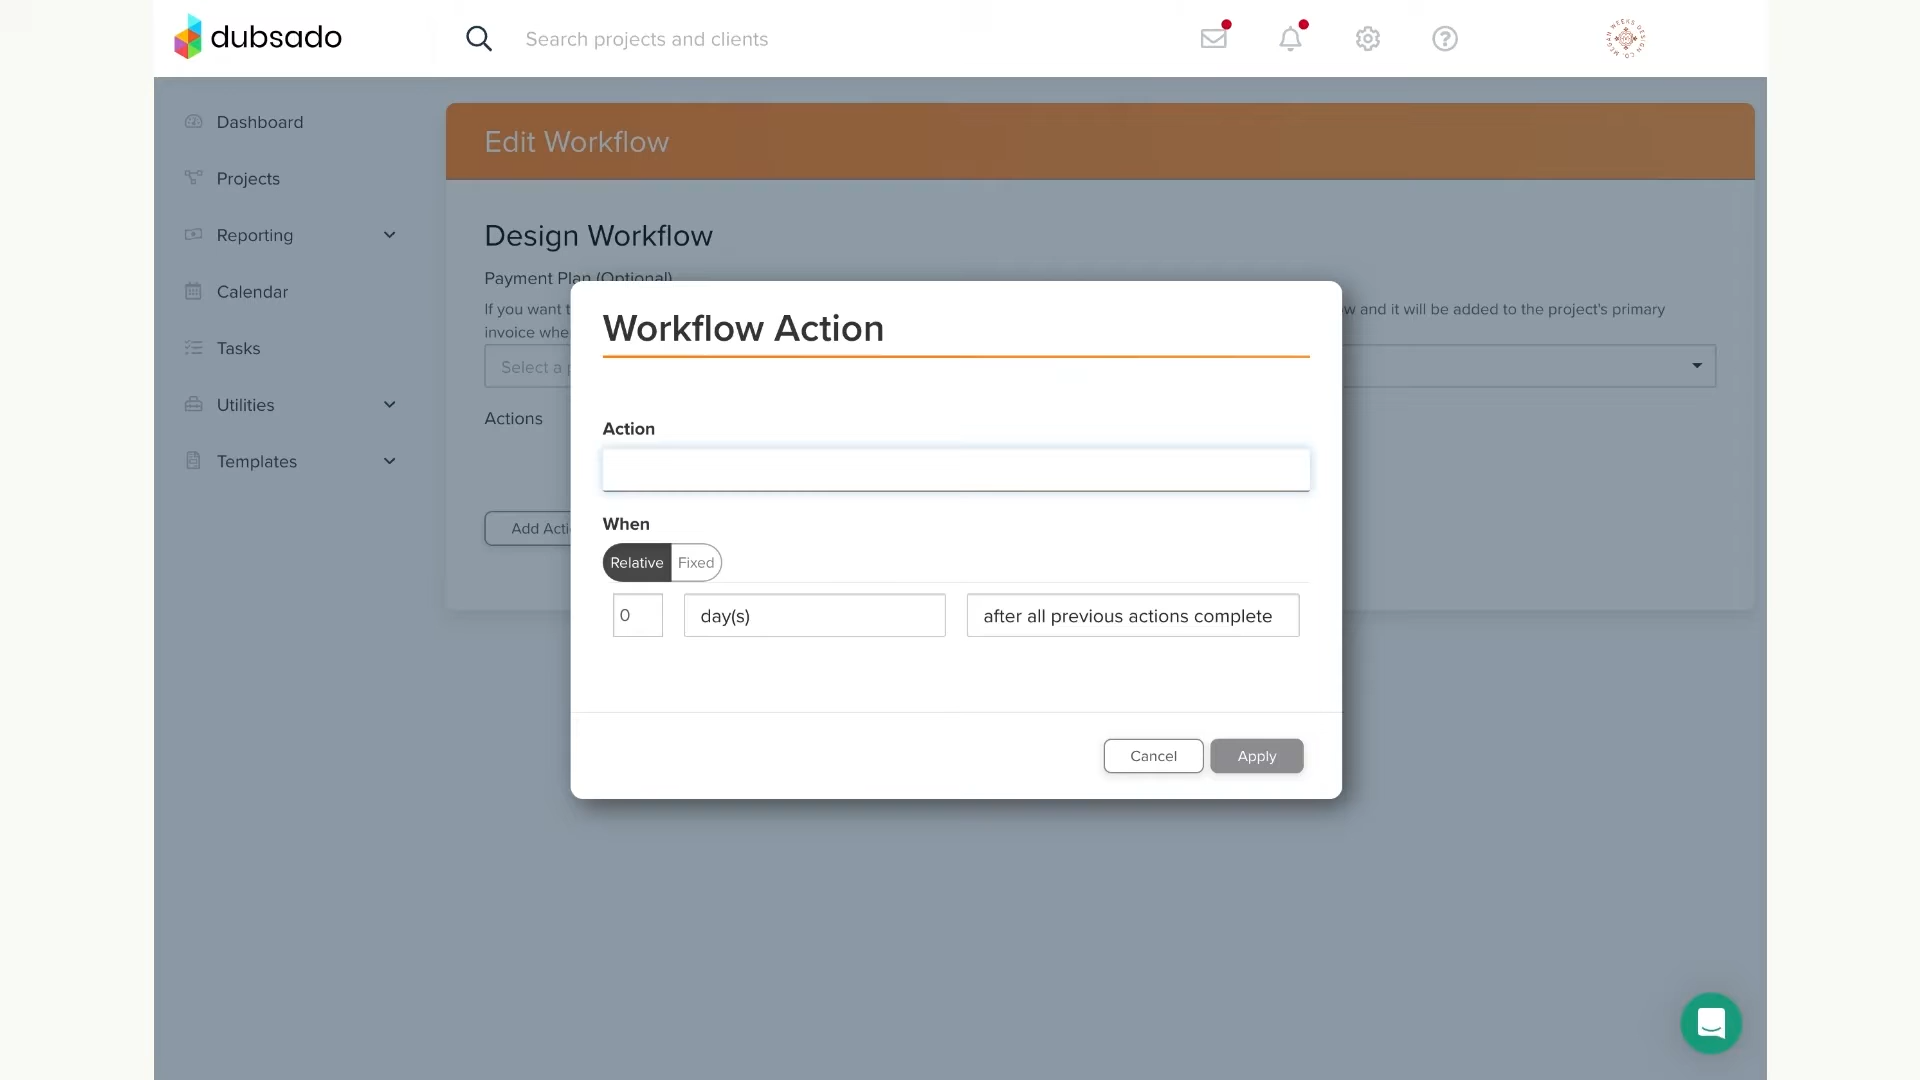 dubsado
Search projects and clients
Dashboard
Projects
Reporting
Calendar
Tasks
Utilities
Templates
Edit Workflow
Design Workflow
Payment Plan (Optional)
If you want
w and it will be added to the project's primary
invoice whe
Select a
Actions
Add Acti
Workflow Action
Action
When
Relative Fixed
0 day(s) after all previous actions complete
Cancel Apply